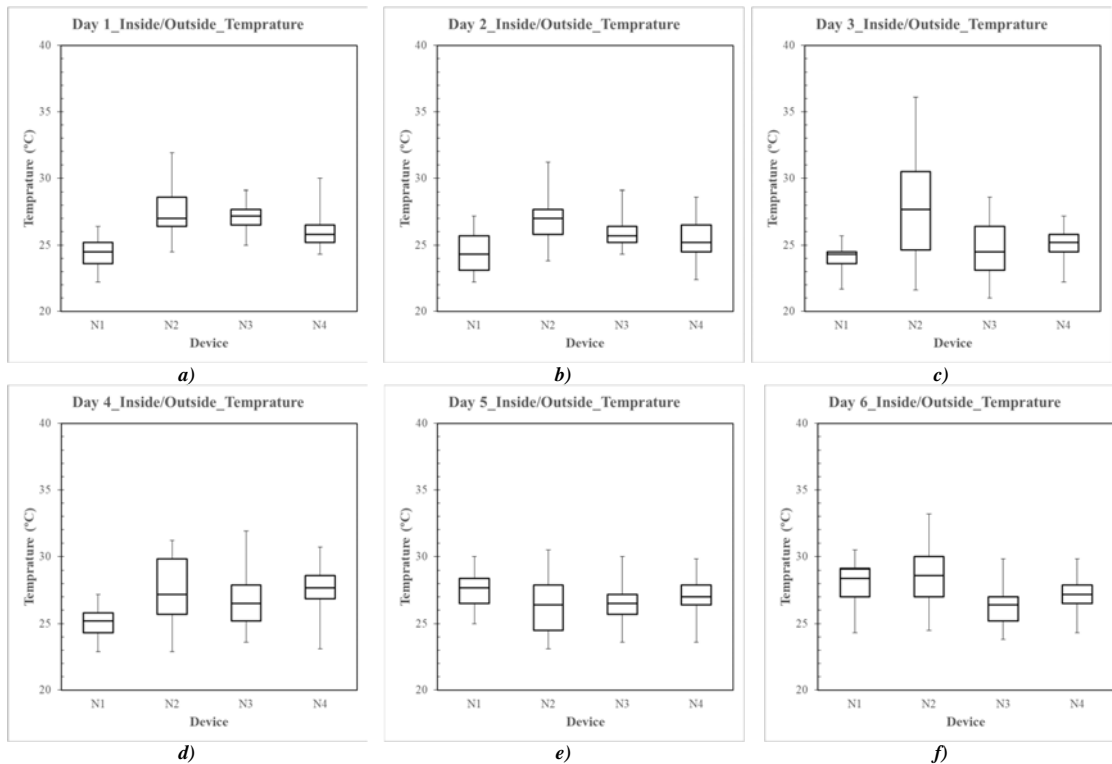 Day 1_Inside/Outside_Temprature
40
35
30
25
20
Temprature (°C)
N1 N2 N3 N4
Device
a)
Day 2_Inside/Outside_Temprature
40
35
30
25
20
Temprature (°C)
N1 N2 N3 N4
Device
b)
Day 3_Inside/Outside_Temprature
40
35
30
25
20
Temprature (°C)
N1 N2 N3 N4
Device
c)
Day 4_Inside/Outside_Temprature
40
35
30
25
20
Temprature (°C)
N1 N2 N3 N4
Device
d)
Day 5_Inside/Outside_Temprature
40
35
30
25
20
Temprature (°C)
N1 N2 N3 N4
Device
e)
Day 6_Inside/Outside_Temprature
40
35
30
25
20
Temprature (°C)
N1 N2 N3 N4
Device
f)